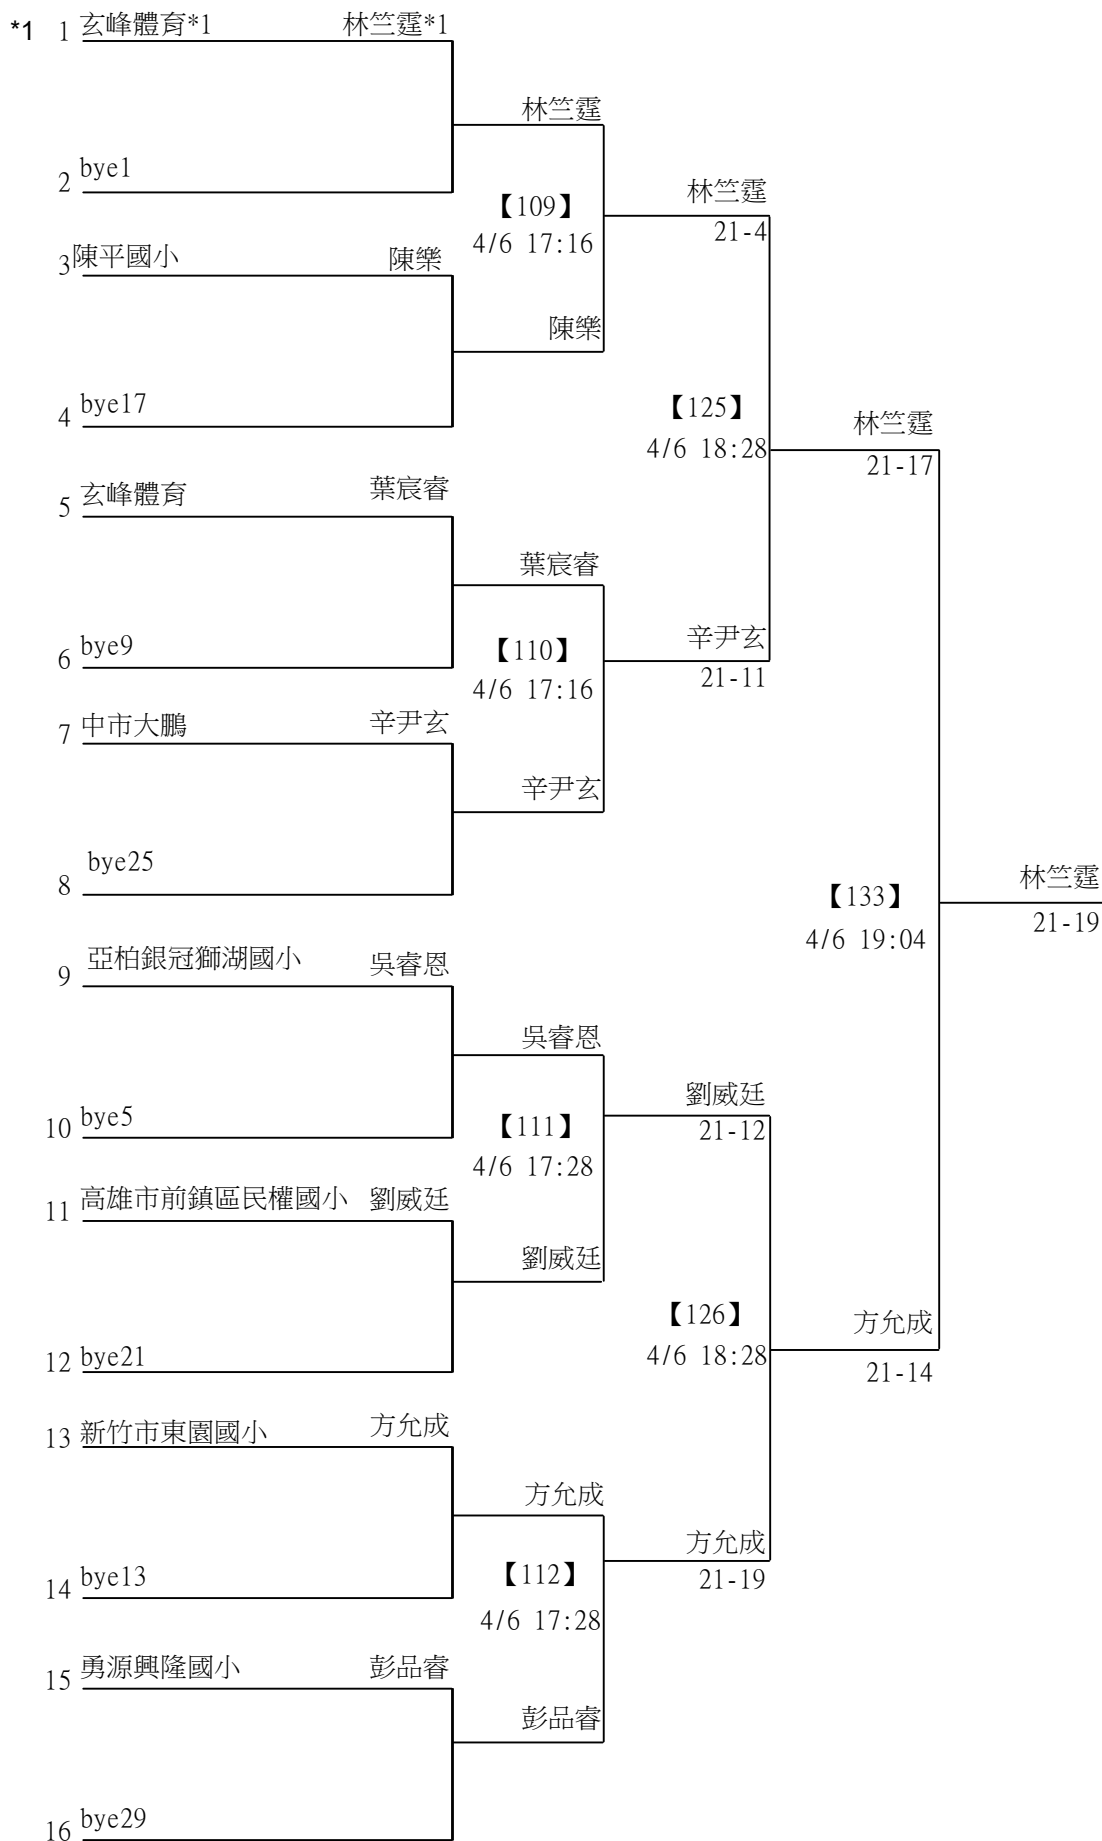 *1 1 玄峰體育*1 林竺霆*1
林竺霆
2 bye1
林竺霆
【109】
21-4
4/6 17:16
3 陳平國小 陳樂
陳樂
4 bye17
【125】
林竺霆
4/6 18:28
21-17
5 玄峰體育 葉宸睿
葉宸睿
6 bye9
【110】
辛尹玄
4/6 17:16
21-11
7 中市大鵬 辛尹玄
辛尹玄
8 bye25
林竺霆
【133】
21-19
4/6 19:04
9 亞柏銀冠獅湖國小 吳睿恩
吳睿恩
劉威廷
10 bye5
【111】
21-12
4/6 17:28
11 高雄市前鎮區民權國小 劉威廷
劉威廷
【126】
方允成
12 bye21
4/6 18:28
21-14
13 新竹市東園國小 方允成
方允成
方允成
14 bye13
【112】
21-19
4/6 17:28
15 勇源興隆國小 彭品睿
彭品睿
16 bye29